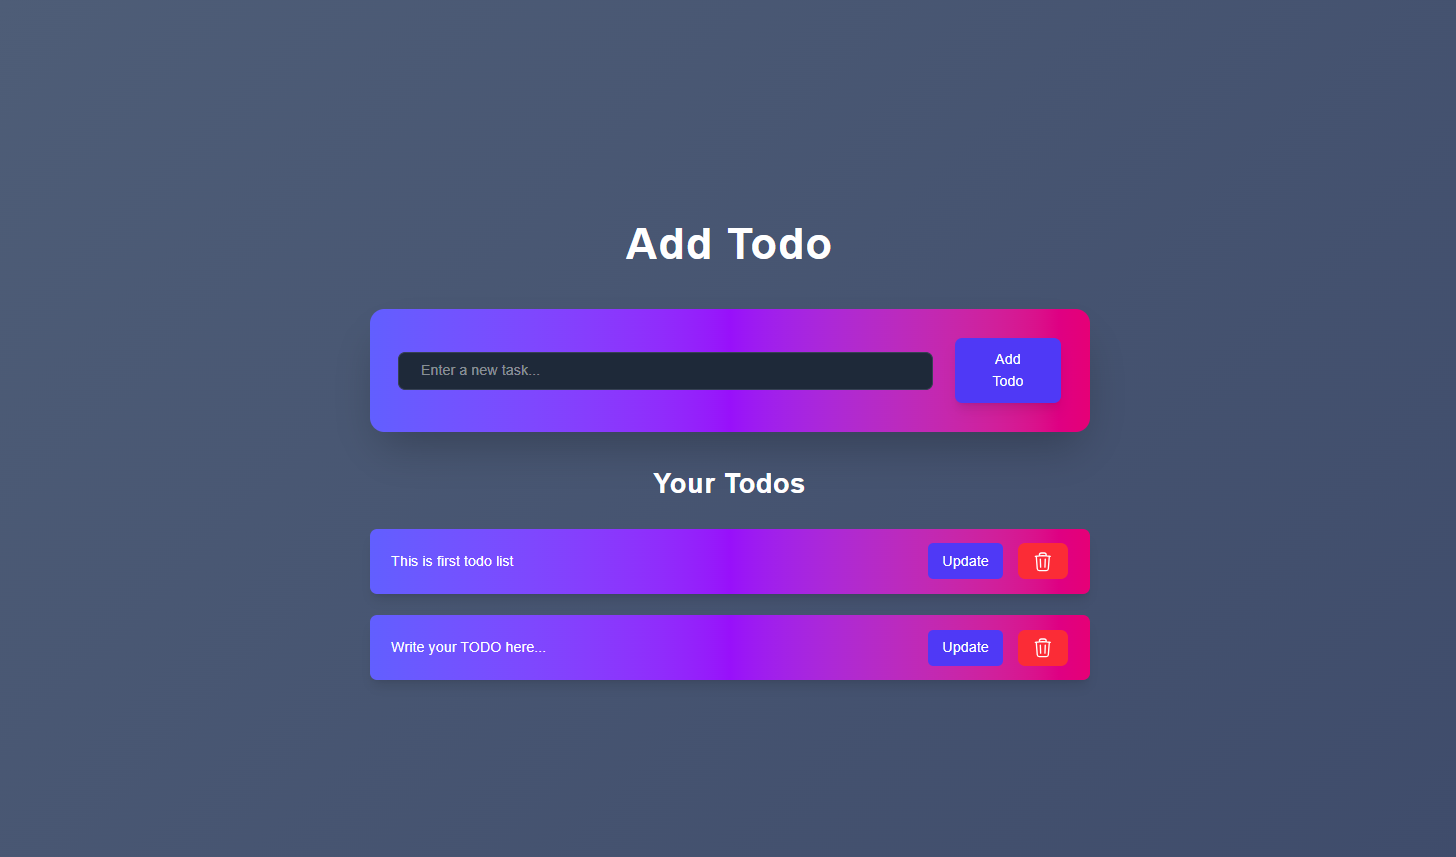 Add Todo
Enter a new task...
Add
Todo
Your Todos
This is first todo list
Update
Write your TODO here...
Update